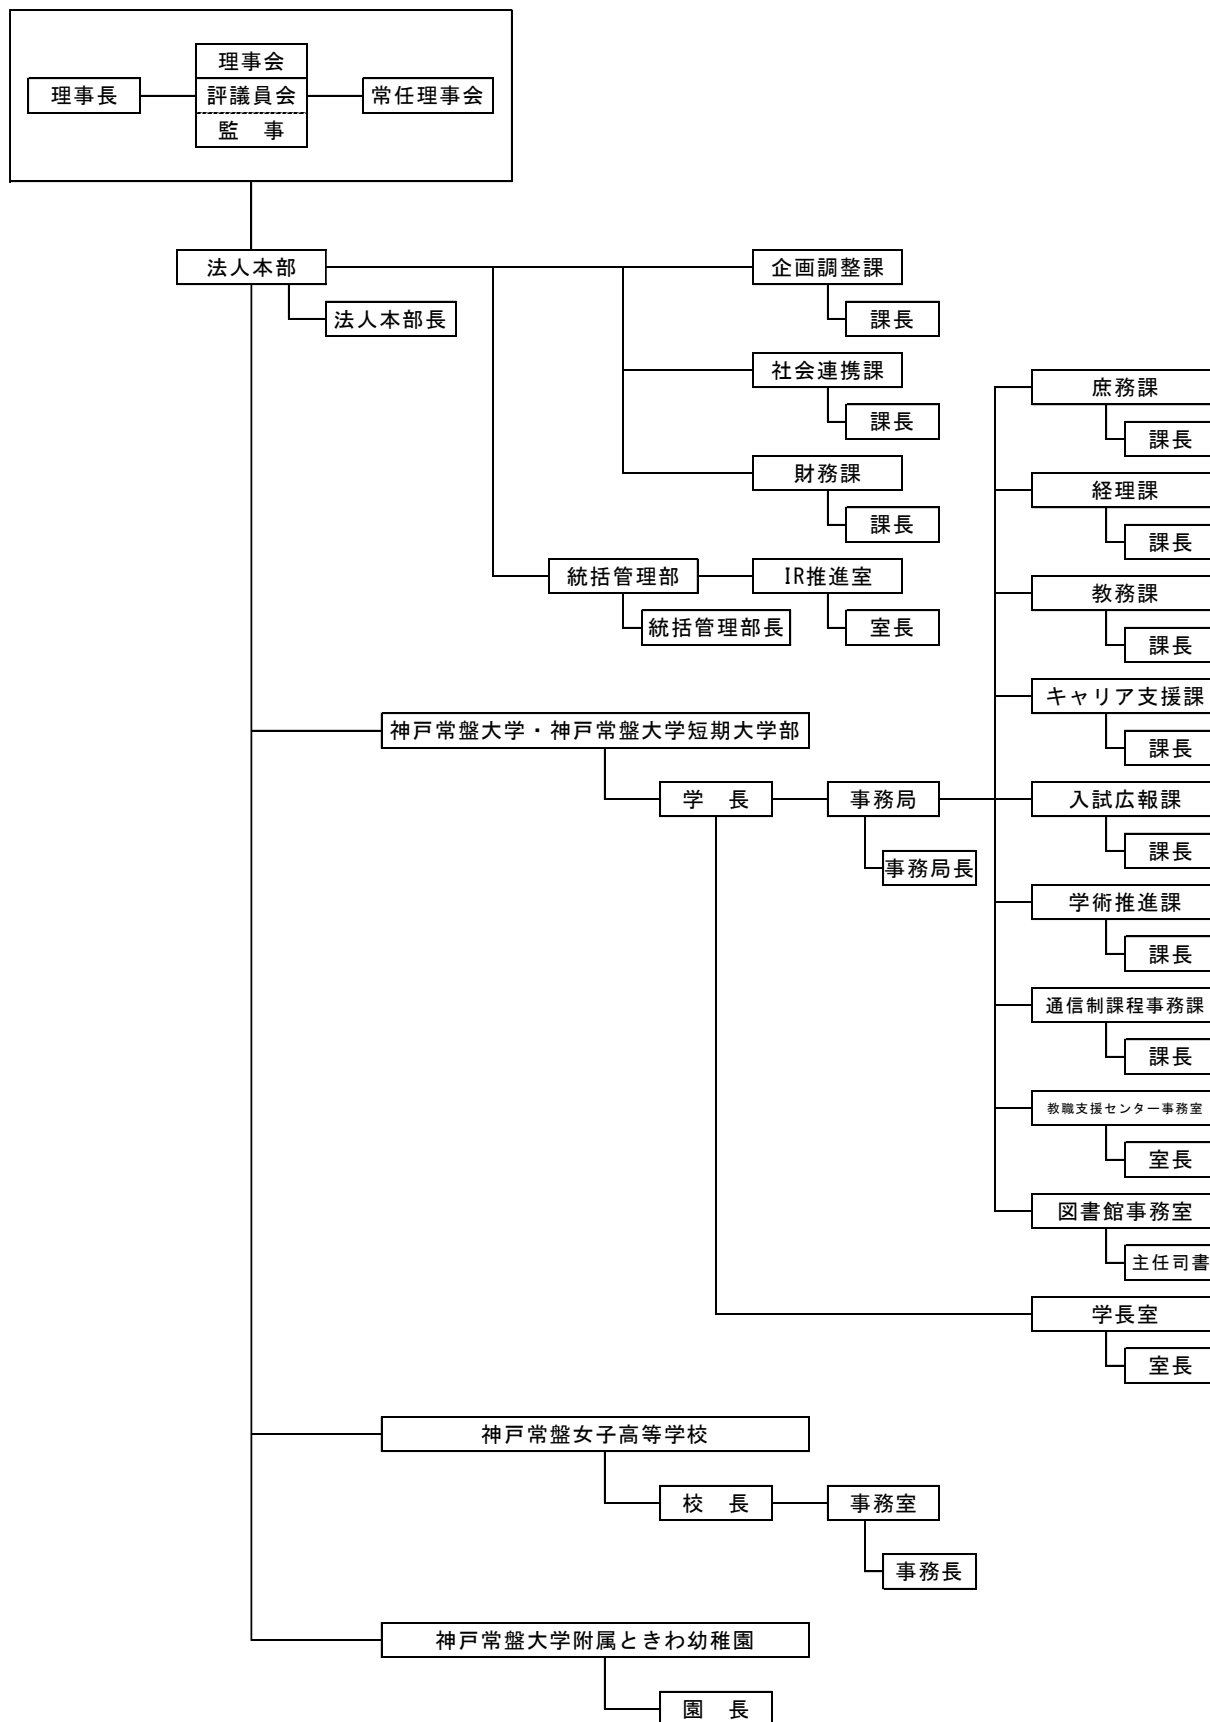 理事会
理事長
評議員会
常任理事会
監　事
法人本部
企画調整課
法人本部長
課長
社会連携課
課長
財務課
課長
統括管理部
IR推進室
統括管理部長
室長
神戸常盤大学・神戸常盤大学短期大学部
学　長
事務局
事務局長
庶務課
課長
経理課
課長
教務課
課長
キャリア支援課
課長
入試広報課
課長
学術推進課
課長
通信制課程事務課
課長
教職支援センター事務室
室長
図書館事務室
主任司書
学長室
室長
神戸常盤女子高等学校
校　長
事務室
事務長
神戸常盤大学附属ときわ幼稚園
園　長